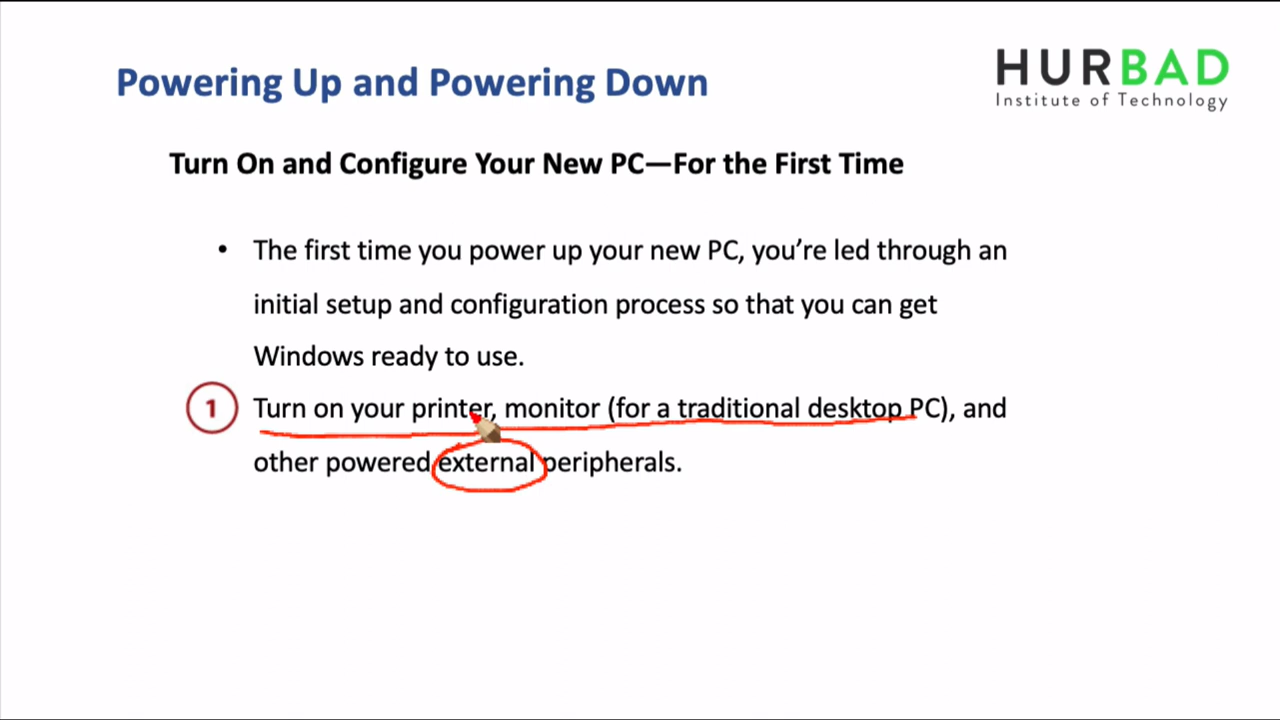 Powering Up and Powering Down
HURBAD
Institute of Technology
Turn On and Configure Your New PC—For the First Time
• The first time you power up your new PC, you’re led through an
initial setup and configuration process so that you can get
Windows ready to use.
1 Turn on your printer, monitor (for a traditional desktop PC), and
other powered external peripherals.